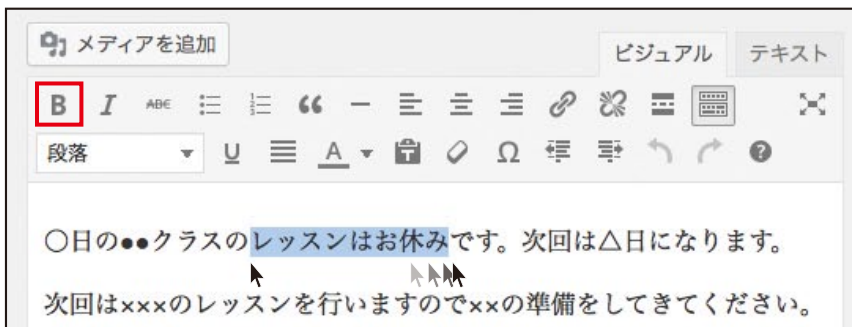 メディアを追加
ビジュアル テキスト
B I ABE
段落 U A T Ω ?
〇日の●●クラスのレッスンはお休みです。次回は△日になります。
次回は×××のレッスンを行いますので××の準備をしてきてください。